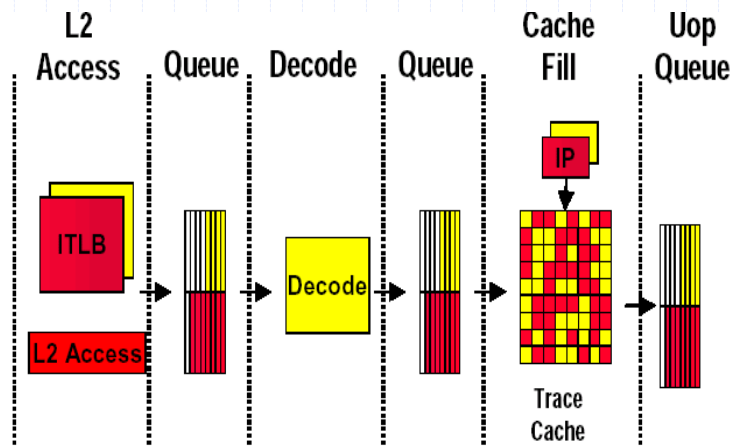 L2
Access
Queue
Decode
Queue
Cache
Fill
Uop
Queue
IP
ITLB
Decode
L2 Access
Trace
Cache